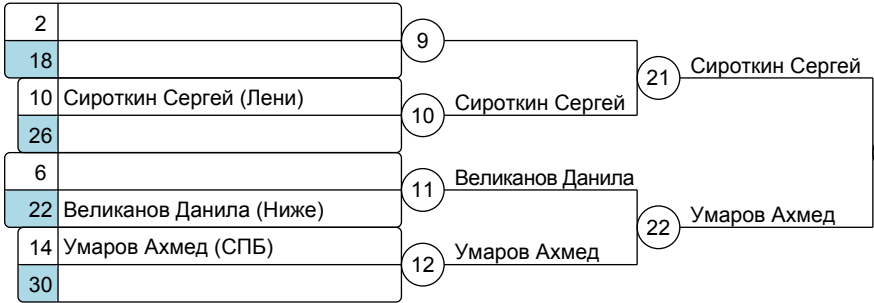 2
9
18
21 Сироткин Сергей
10 Сироткин Сергей (Лени)
10 Сироткин Сергей
26
6
11 Великанов Данила
22 Великанов Данила (Ниже)
22 Умаров Ахмед
14 Умаров Ахмед (СПБ)
12 Умаров Ахмед
30